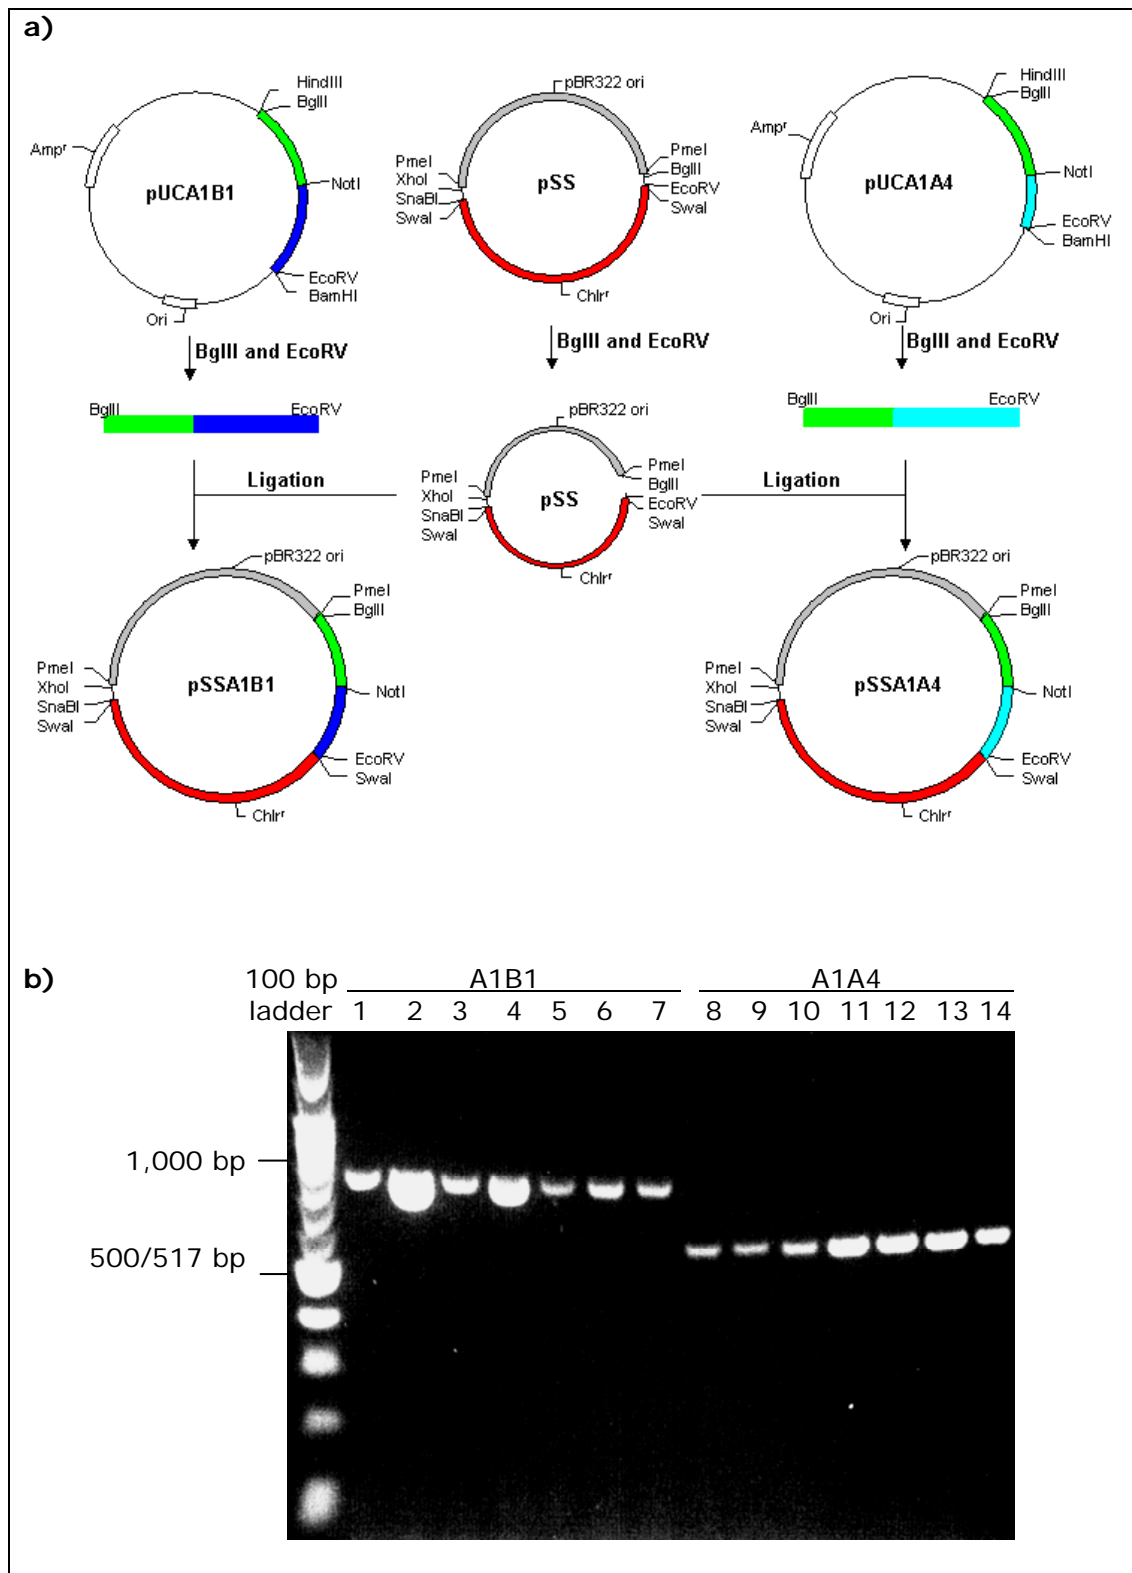 a)
HindIII
BglII
Ampʳ
NotI
pUCA1B1
EcoRV
BamHI
Ori
pBR322 ori
PmeI
XhoI
SnaBI
SwaI
PmeI
BglII
EcoRV
SwaI
pSS
Chlrʳ
HindIII
BglII
Ampʳ
NotI
pUCA1A4
EcoRV
BamHI
Ori
BglII and EcoRV
BglII and EcoRV
BglII and EcoRV
BglII
EcoRV
pBR322 ori
PmeI
XhoI
SnaBI
SwaI
PmeI
BglII
EcoRV
SwaI
pSS
Chlrʳ
BglII
EcoRV
Ligation
Ligation
pBR322 ori
PmeI
BglII
PmeI
XhoI
SnaBI
SwaI
pSSA1B1
NotI
EcoRV
SwaI
Chlrʳ
pBR322 ori
PmeI
BglII
PmeI
XhoI
SnaBI
SwaI
pSSA1A4
NotI
EcoRV
SwaI
Chlrʳ
b)
100 bp A1B1 A1A4
ladder 1 2 3 4 5 6 7 8 9 10 11 12 13 14
1,000 bp
500/517 bp